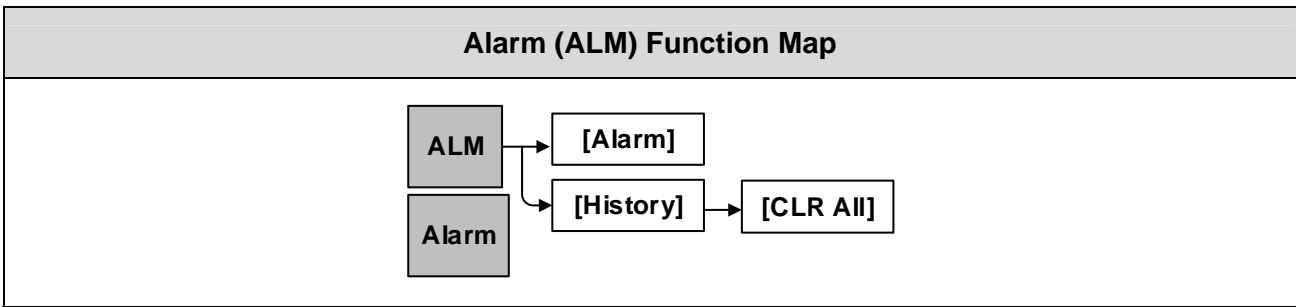 Alarm (ALM) Function Map
ALM
[Alarm]
[History]
[CLR All]
Alarm